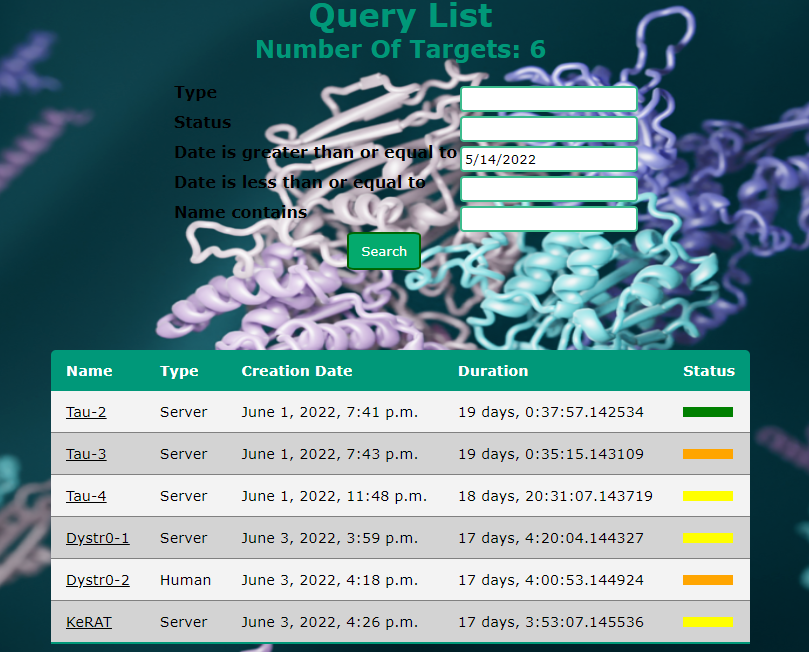 Query List
Number Of Targets: 6
Type
Status
Date is greater than or equal to 5/14/2022
Date is less than or equal to
Name contains
Search
Name Type Creation Date Duration Status
Tau-2 Server June 1, 2022, 7:41 p.m. 19 days, 0:37:57.142534
Tau-3 Server June 1, 2022, 7:43 p.m. 19 days, 0:35:15.143109
Tau-4 Server June 1, 2022, 11:48 p.m. 18 days, 20:31:07.143719
Dystr0-1 Server June 3, 2022, 3:59 p.m. 17 days, 4:20:04.144327
Dystr0-2 Human June 3, 2022, 4:18 p.m. 17 days, 4:00:53.144924
KeRAT Server June 3, 2022, 4:26 p.m. 17 days, 3:53:07.145536